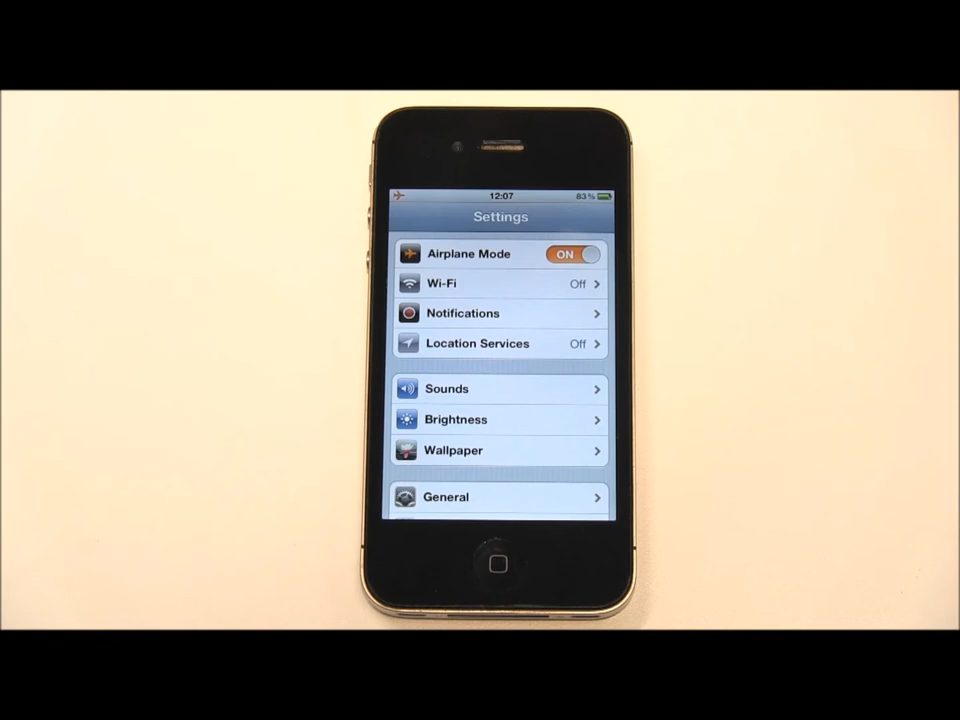 12:07 83%
Settings
Airplane Mode ON
Wi-Fi Off
Notifications
Location Services Off
Sounds
Brightness
Wallpaper
General